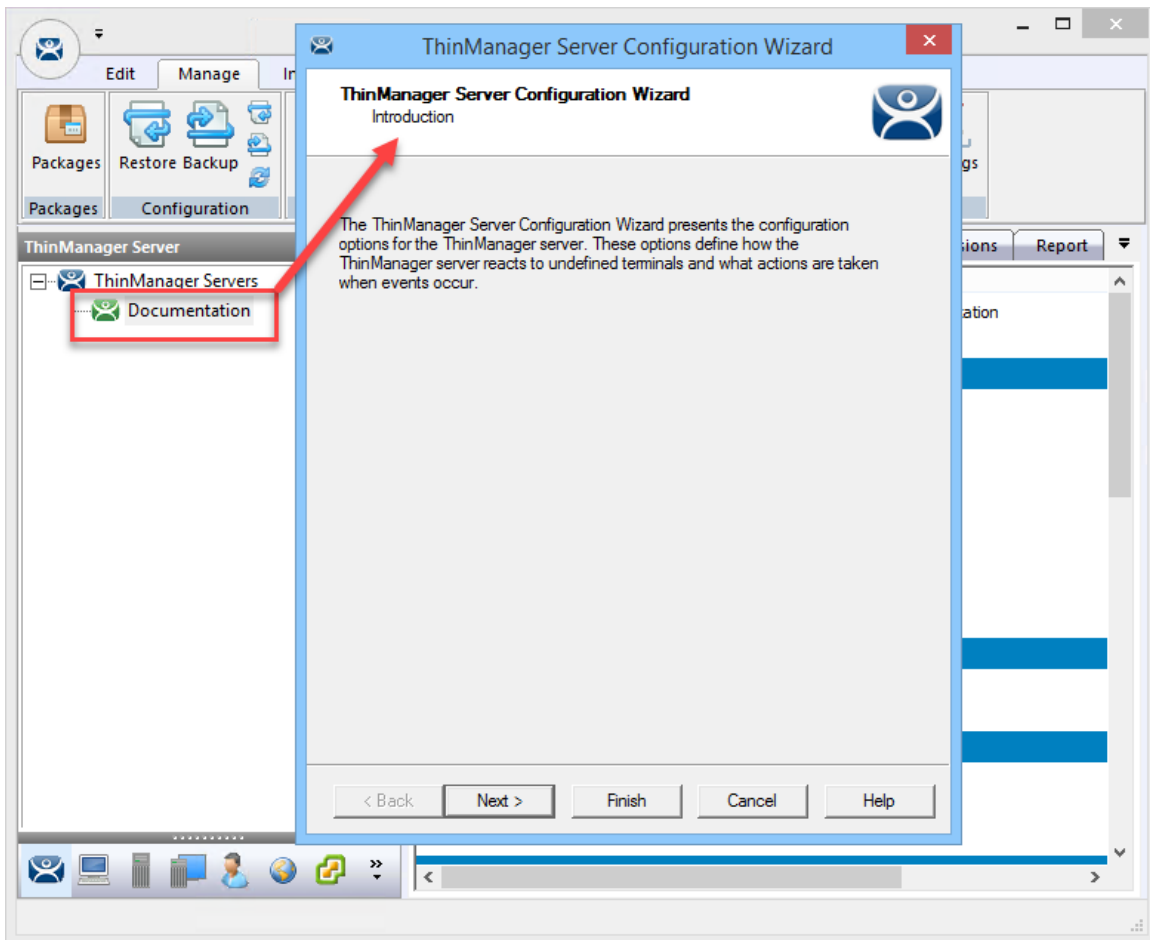 ThinManager Server Configuration Wizard
Edit
Manage
ThinManager Server Configuration Wizard
Introduction
Packages
Restore
Backup
gs
Packages
Configuration
ThinManager Server
sions
Report
The ThinManager Server Configuration Wizard presents the configuration
options for the ThinManager server. These options define how the
ThinManager server reacts to undefined terminals and what actions are taken
when events occur.
ThinManager Servers
Documentation
ation
< Back
Next >
Finish
Cancel
Help